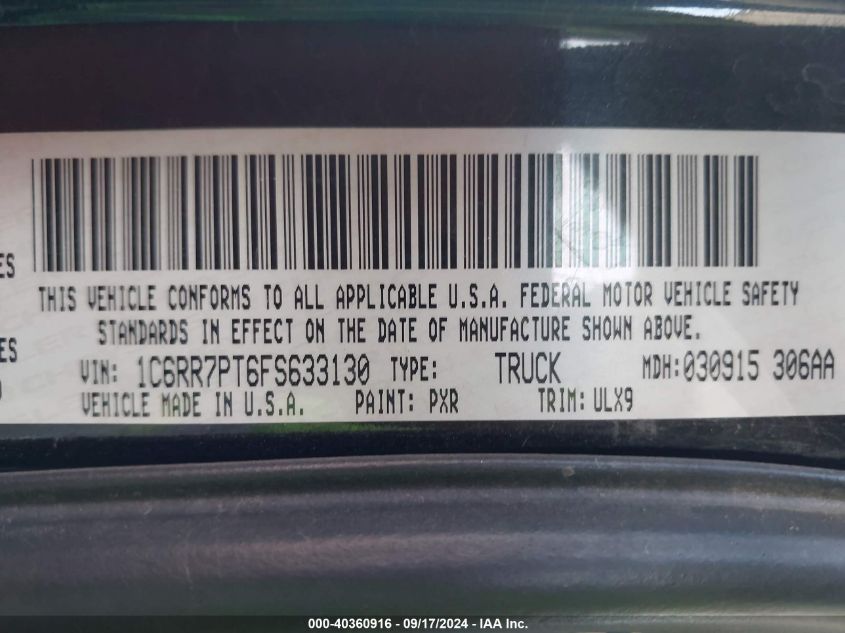 ES
THIS VEHICLE CONFORMS TO ALL APPLICABLE U.S.A. FEDERAL MOTOR VEHICLE SAFETY
ES
STANDARDS IN EFFECT ON THE DATE OF MANUFACTURE SHOWN ABOVE.
VIN: 1C6RR7PT6FS633130 TYPE: TRUCK MDH:030915 306AA
VEHICLE MADE IN U.S.A. PAINT: PXR TRIM: ULX9
000-40360916 - 09/17/2024 - IAA Inc.